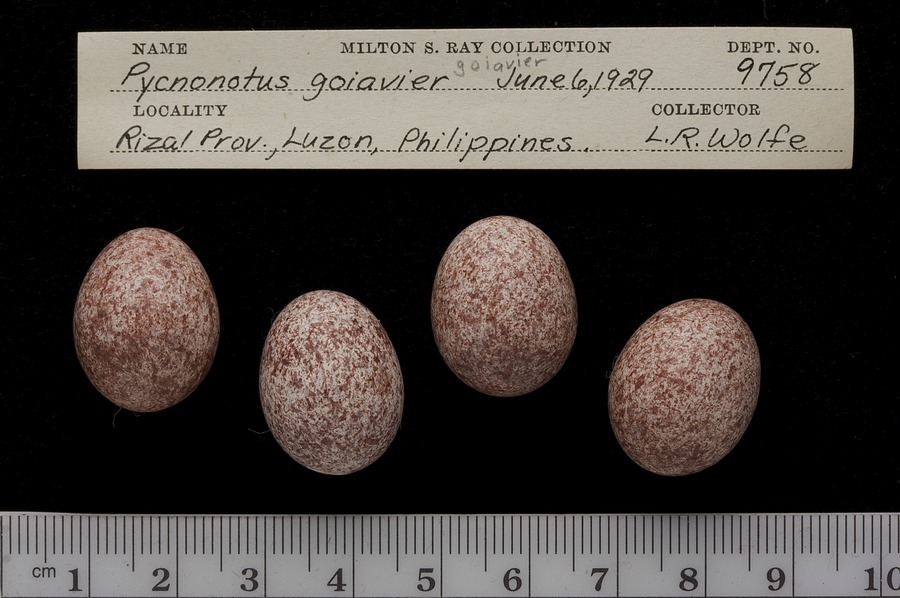 NAME MILTON S. RAY COLLECTION DEPT. NO.
goiavier
Pycnonotus goiavier June 6, 1929 9758
LOCALITY COLLECTOR
Rizal Prov., Luzon, Philippines. L.R. Wolfe
cm 1 2 3 4 5 6 7 8 9 10